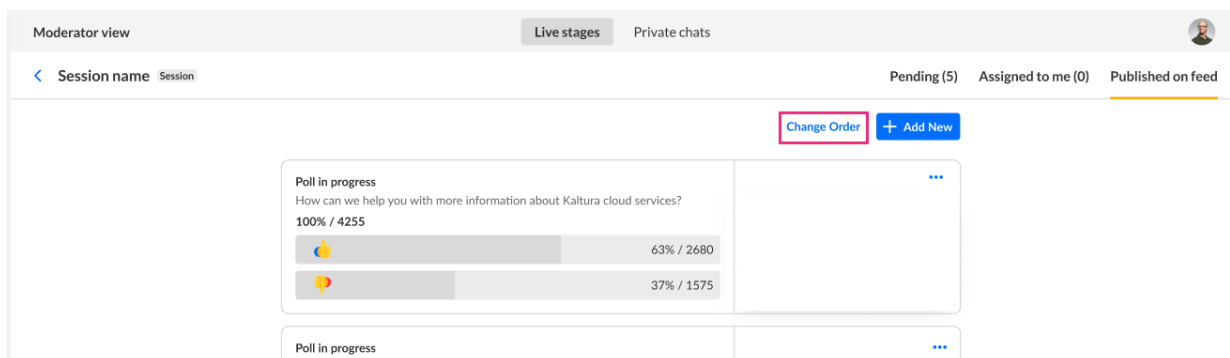 Moderator view
Live stages Private chats
Session name Session
Pending (5) Assigned to me (0) Published on feed
Change Order + Add New
Poll in progress
How can we help you with more information about Kaltura cloud services?
100% / 4255
63% / 2680
37% / 1575
Poll in progress